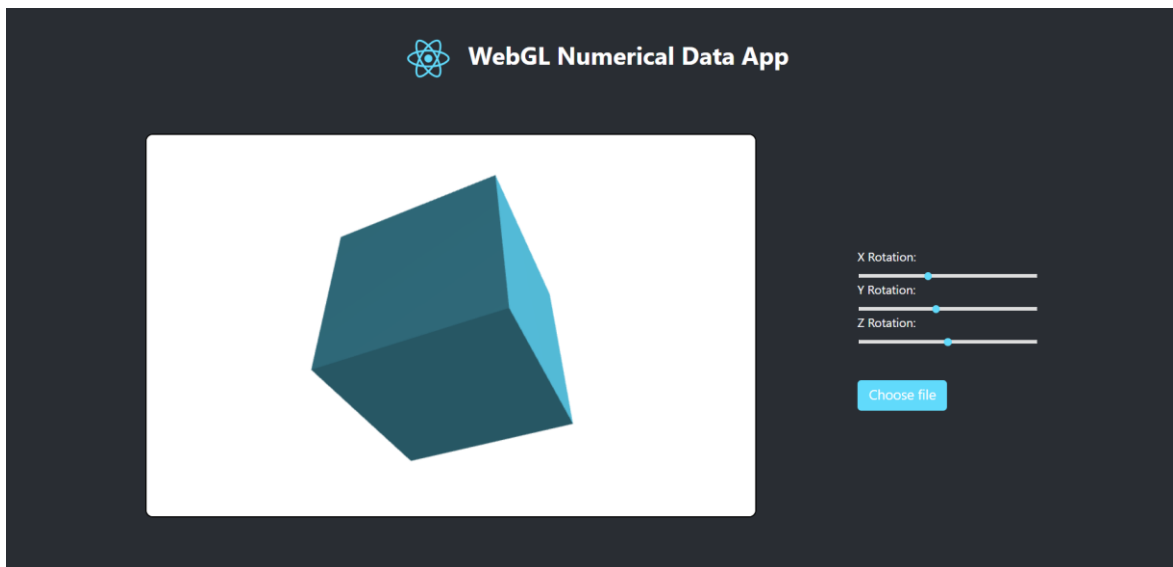 WebGL Numerical Data App
X Rotation:
Y Rotation:
Z Rotation:
Choose file